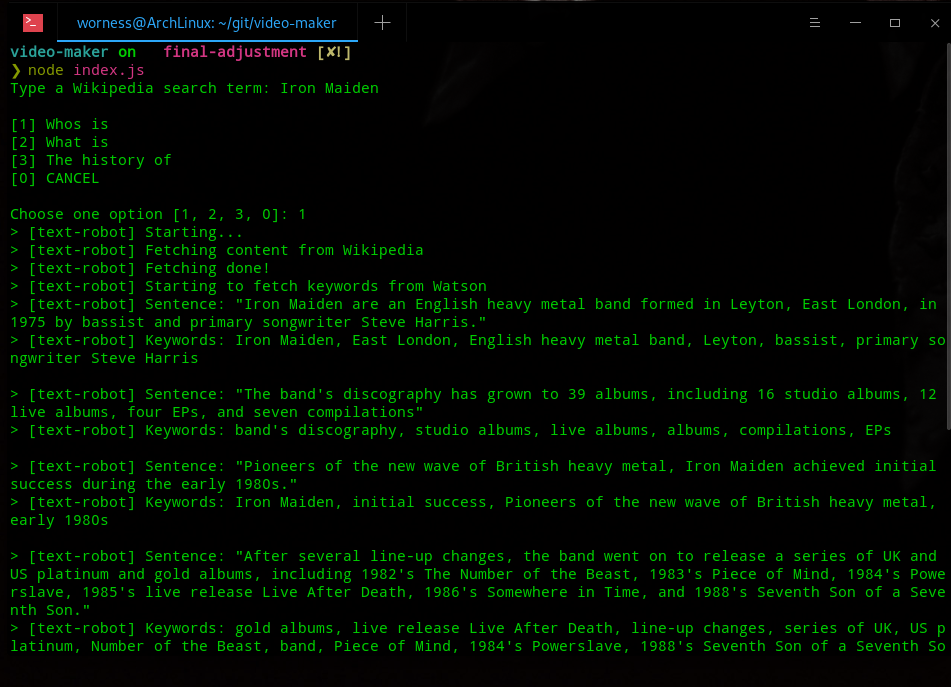 worness@ArchLinux: ~/git/video-maker
video-maker on final-adjustment [✘!]
❯ node index.js
Type a Wikipedia search term: Iron Maiden
[1] Whos is
[2] What is
[3] The history of
[0] CANCEL
Choose one option [1, 2, 3, 0]: 1
> [text-robot] Starting...
> [text-robot] Fetching content from Wikipedia
> [text-robot] Fetching done!
> [text-robot] Starting to fetch keywords from Watson
> [text-robot] Sentence: "Iron Maiden are an English heavy metal band formed in Leyton, East London, in
1975 by bassist and primary songwriter Steve Harris."
> [text-robot] Keywords: Iron Maiden, East London, English heavy metal band, Leyton, bassist, primary so
ngwriter Steve Harris
> [text-robot] Sentence: "The band's discography has grown to 39 albums, including 16 studio albums, 12
live albums, four EPs, and seven compilations"
> [text-robot] Keywords: band's discography, studio albums, live albums, albums, compilations, EPs
> [text-robot] Sentence: "Pioneers of the new wave of British heavy metal, Iron Maiden achieved initial
success during the early 1980s."
> [text-robot] Keywords: Iron Maiden, initial success, Pioneers of the new wave of British heavy metal,
early 1980s
> [text-robot] Sentence: "After several line-up changes, the band went on to release a series of UK and
US platinum and gold albums, including 1982's The Number of the Beast, 1983's Piece of Mind, 1984's Powe
rslave, 1985's live release Live After Death, 1986's Somewhere in Time, and 1988's Seventh Son of a Seve
nth Son."
> [text-robot] Keywords: gold albums, live release Live After Death, line-up changes, series of UK, US p
latinum, Number of the Beast, band, Piece of Mind, 1984's Powerslave, 1988's Seventh Son of a Seventh So